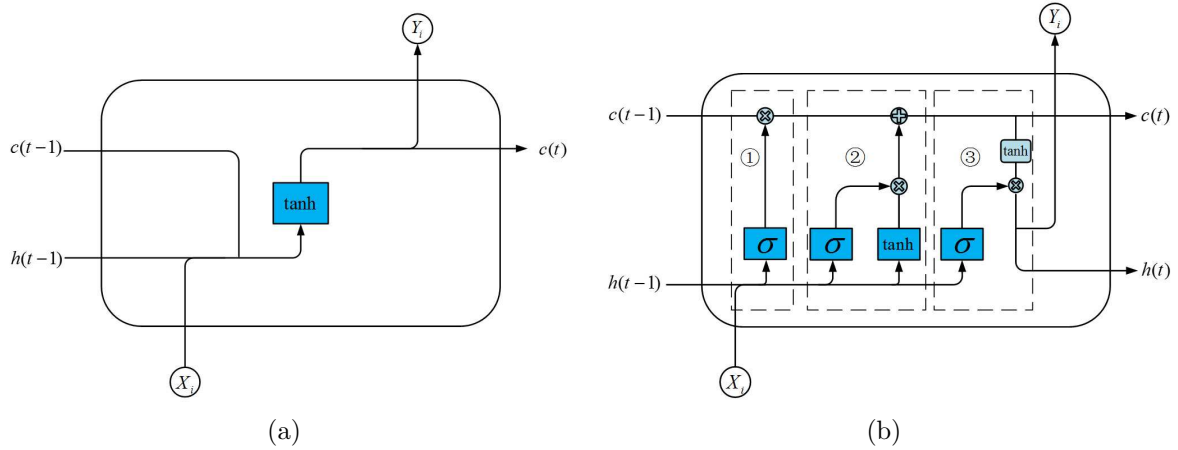 Y_i
c(t−1)
c(t)
tanh
h(t−1)
X_i
(a)
Y_i
c(t−1)
c(t)
① ② ③
tanh
σ σ tanh σ
h(t−1)
h(t)
X_i
(b)